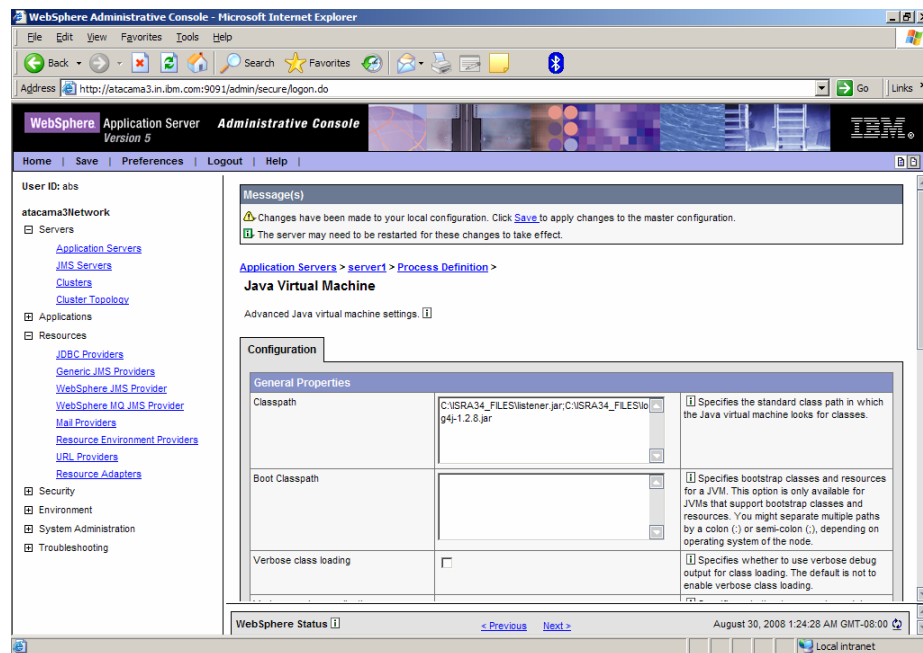 WebSphere Administrative Console - Microsoft Internet Explorer
File Edit View Favorites Tools Help
Back Search Favorites
Address http://atacama3.in.ibm.com:9091/admin/secure/logon.do Go Links
WebSphere Application Server Administrative Console
Version 5
IBM
Home | Save | Preferences | Logout | Help |
User ID: abs
atacama3Network
Servers
Application Servers
JMS Servers
Clusters
Cluster Topology
Applications
Resources
JDBC Providers
Generic JMS Providers
WebSphere JMS Provider
WebSphere MQ JMS Provider
Mail Providers
Resource Environment Providers
URL Providers
Resource Adapters
Security
Environment
System Administration
Troubleshooting
Message(s)
Changes have been made to your local configuration. Click Save to apply changes to the master configuration.
The server may need to be restarted for these changes to take effect.
Application Servers > server1 > Process Definition >
Java Virtual Machine
Advanced Java virtual machine settings.
Configuration
General Properties
Classpath
C:\ISRA34_FILES\listener.jar;C:\ISRA34_FILES\lo
g4j-1.2.8.jar
Specifies the standard class path in which
the Java virtual machine looks for classes.
Boot Classpath
Specifies bootstrap classes and resources
for a JVM. This option is only available for
JVMs that support bootstrap classes and
resources. You might separate multiple paths
by a colon (:) or semi-colon (;), depending on
operating system of the node.
Verbose class loading
Specifies whether to use verbose debug
output for class loading. The default is not to
enable verbose class loading.
WebSphere Status < Previous Next > August 30, 2008 1:24:28 AM GMT-08:00
Local intranet